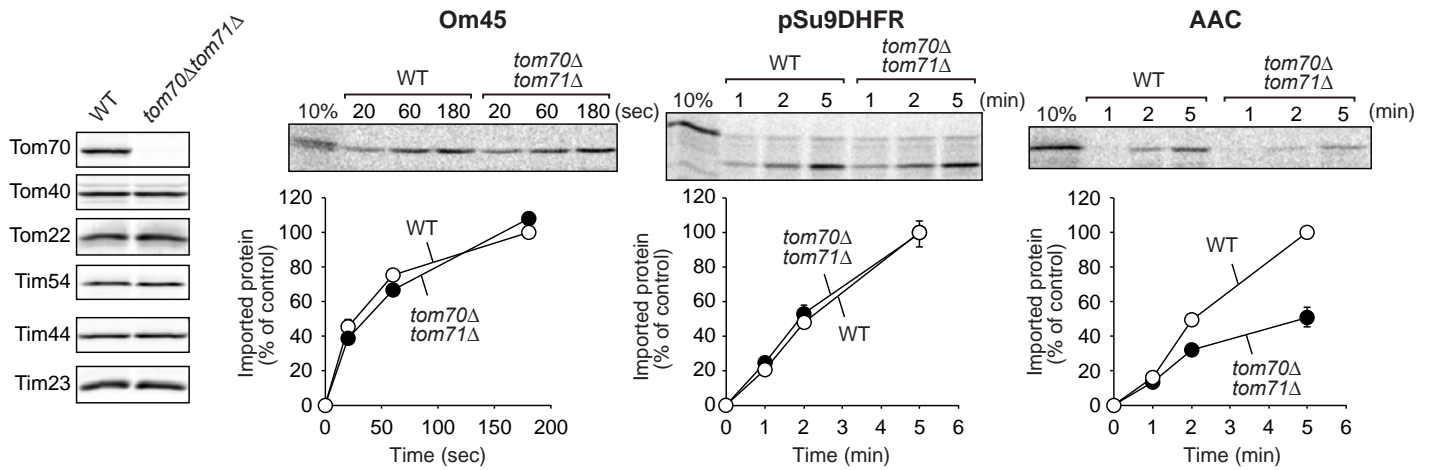 WT
tom70Δtom71Δ
Tom70
Tom40
Tom22
Tim54
Tim44
Tim23
Om45
WT
tom70Δ
tom71Δ
10% 20 60 180 20 60 180 (sec)
120
100
80
60
40
20
0
Imported protein
(% of control)
WT
tom70Δ
tom71Δ
0 50 100 150 200
Time (sec)
pSu9DHFR
WT
tom70Δ
tom71Δ
10% 1 2 5 1 2 5 (min)
120
100
80
60
40
20
0
Imported protein
(% of control)
tom70Δ
tom71Δ
WT
0 1 2 3 4 5 6
Time (min)
AAC
WT
tom70Δ
tom71Δ
10% 1 2 5 1 2 5 (min)
120
100
80
60
40
20
0
Imported protein
(% of control)
WT
tom70Δ
tom71Δ
0 1 2 3 4 5 6
Time (min)